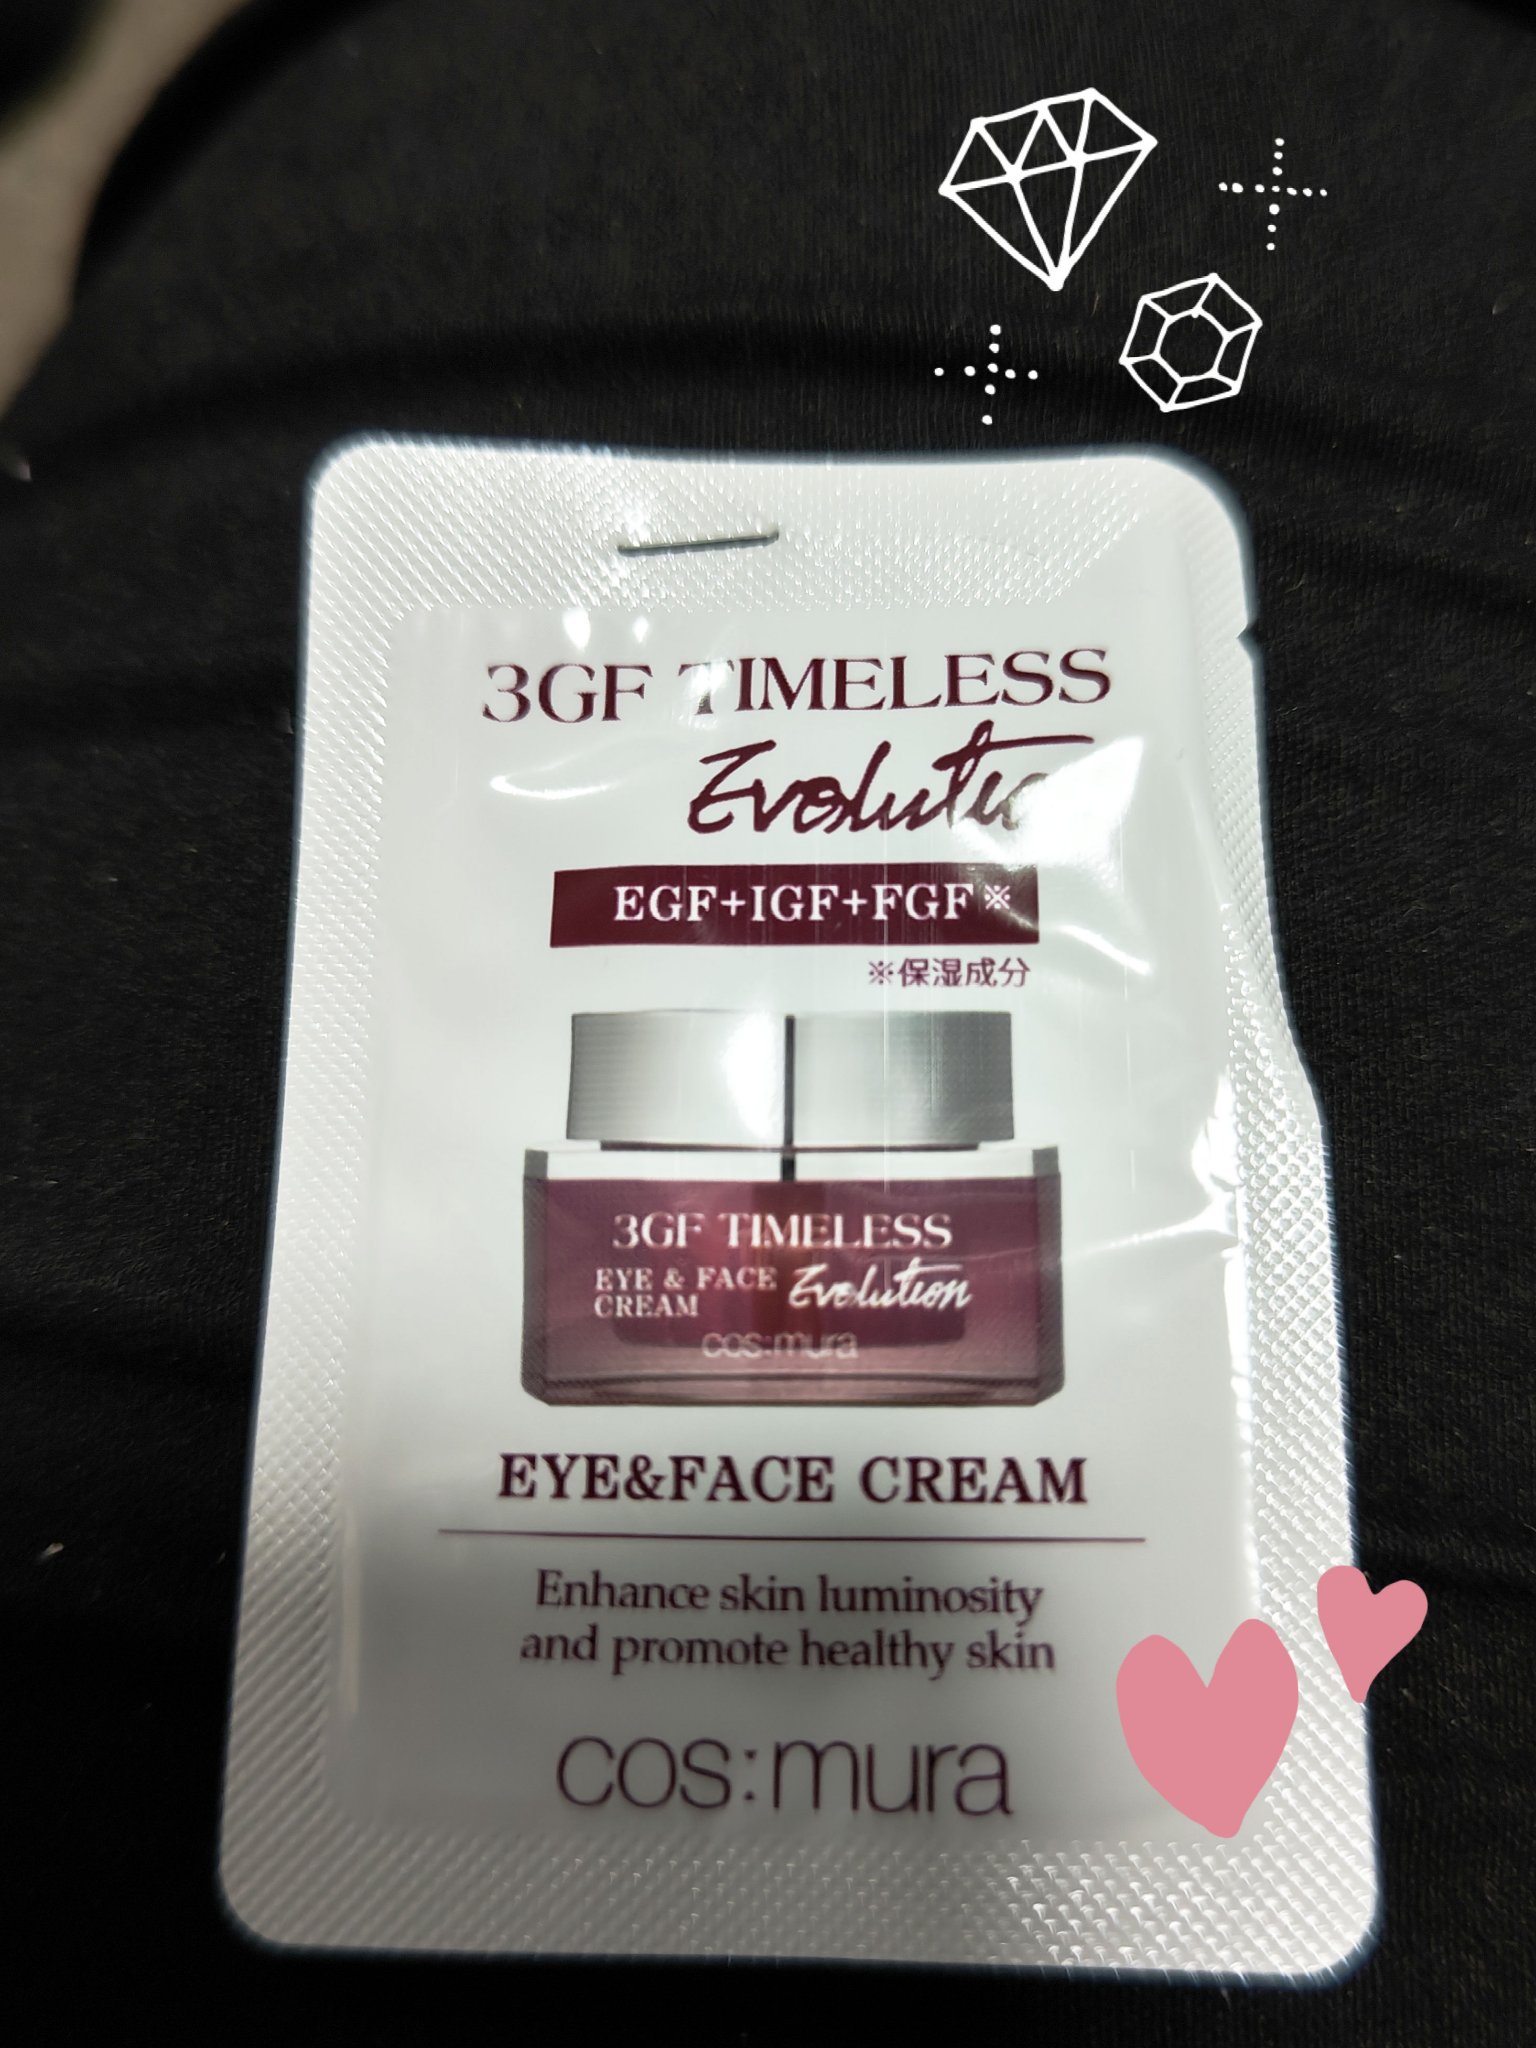 3GF TIMELESS
Evolution
EGF+IGF+FGF※
※保湿成分
3GF TIMELESS
EYE & FACE
CREAM
Evolution
cos:mura
EYE&FACE CREAM
Enhance skin luminosity
and promote healthy skin
cos:mura